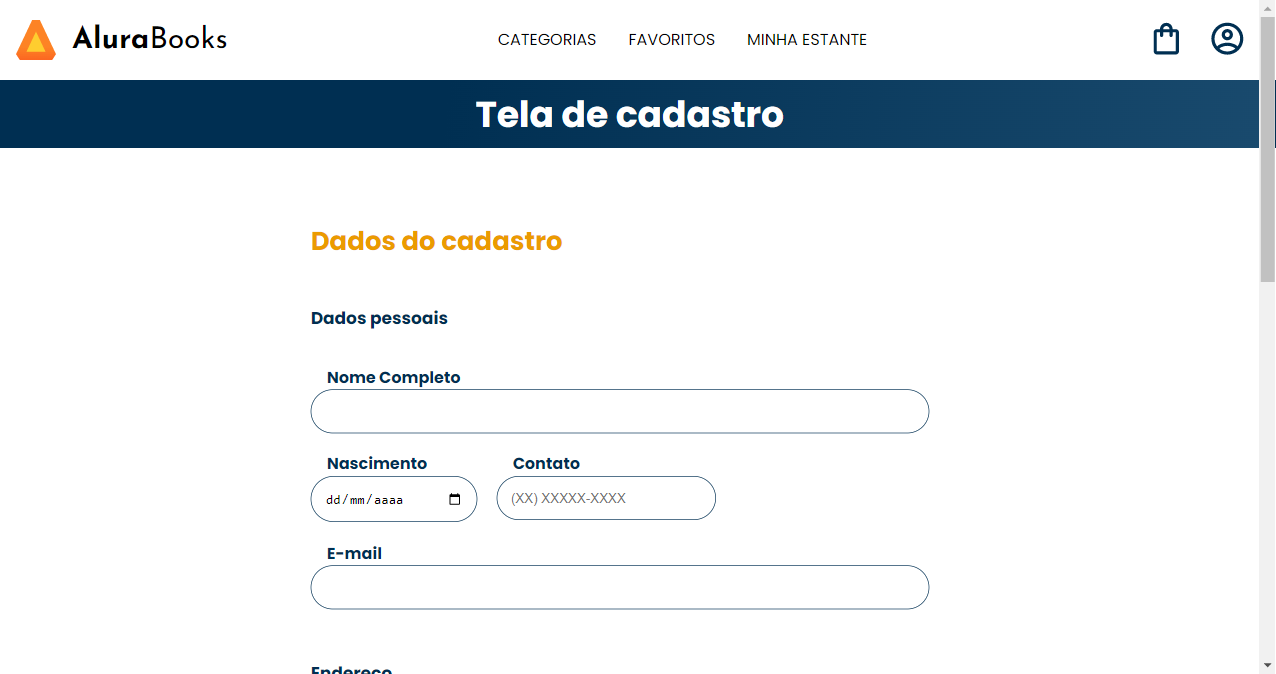 AluraBooks CATEGORIAS FAVORITOS MINHA ESTANTE
Tela de cadastro
Dados do cadastro
Dados pessoais
Nome Completo
Nascimento Contato
dd/mm/aaaa (XX) XXXXX-XXXX
E-mail
Endereço